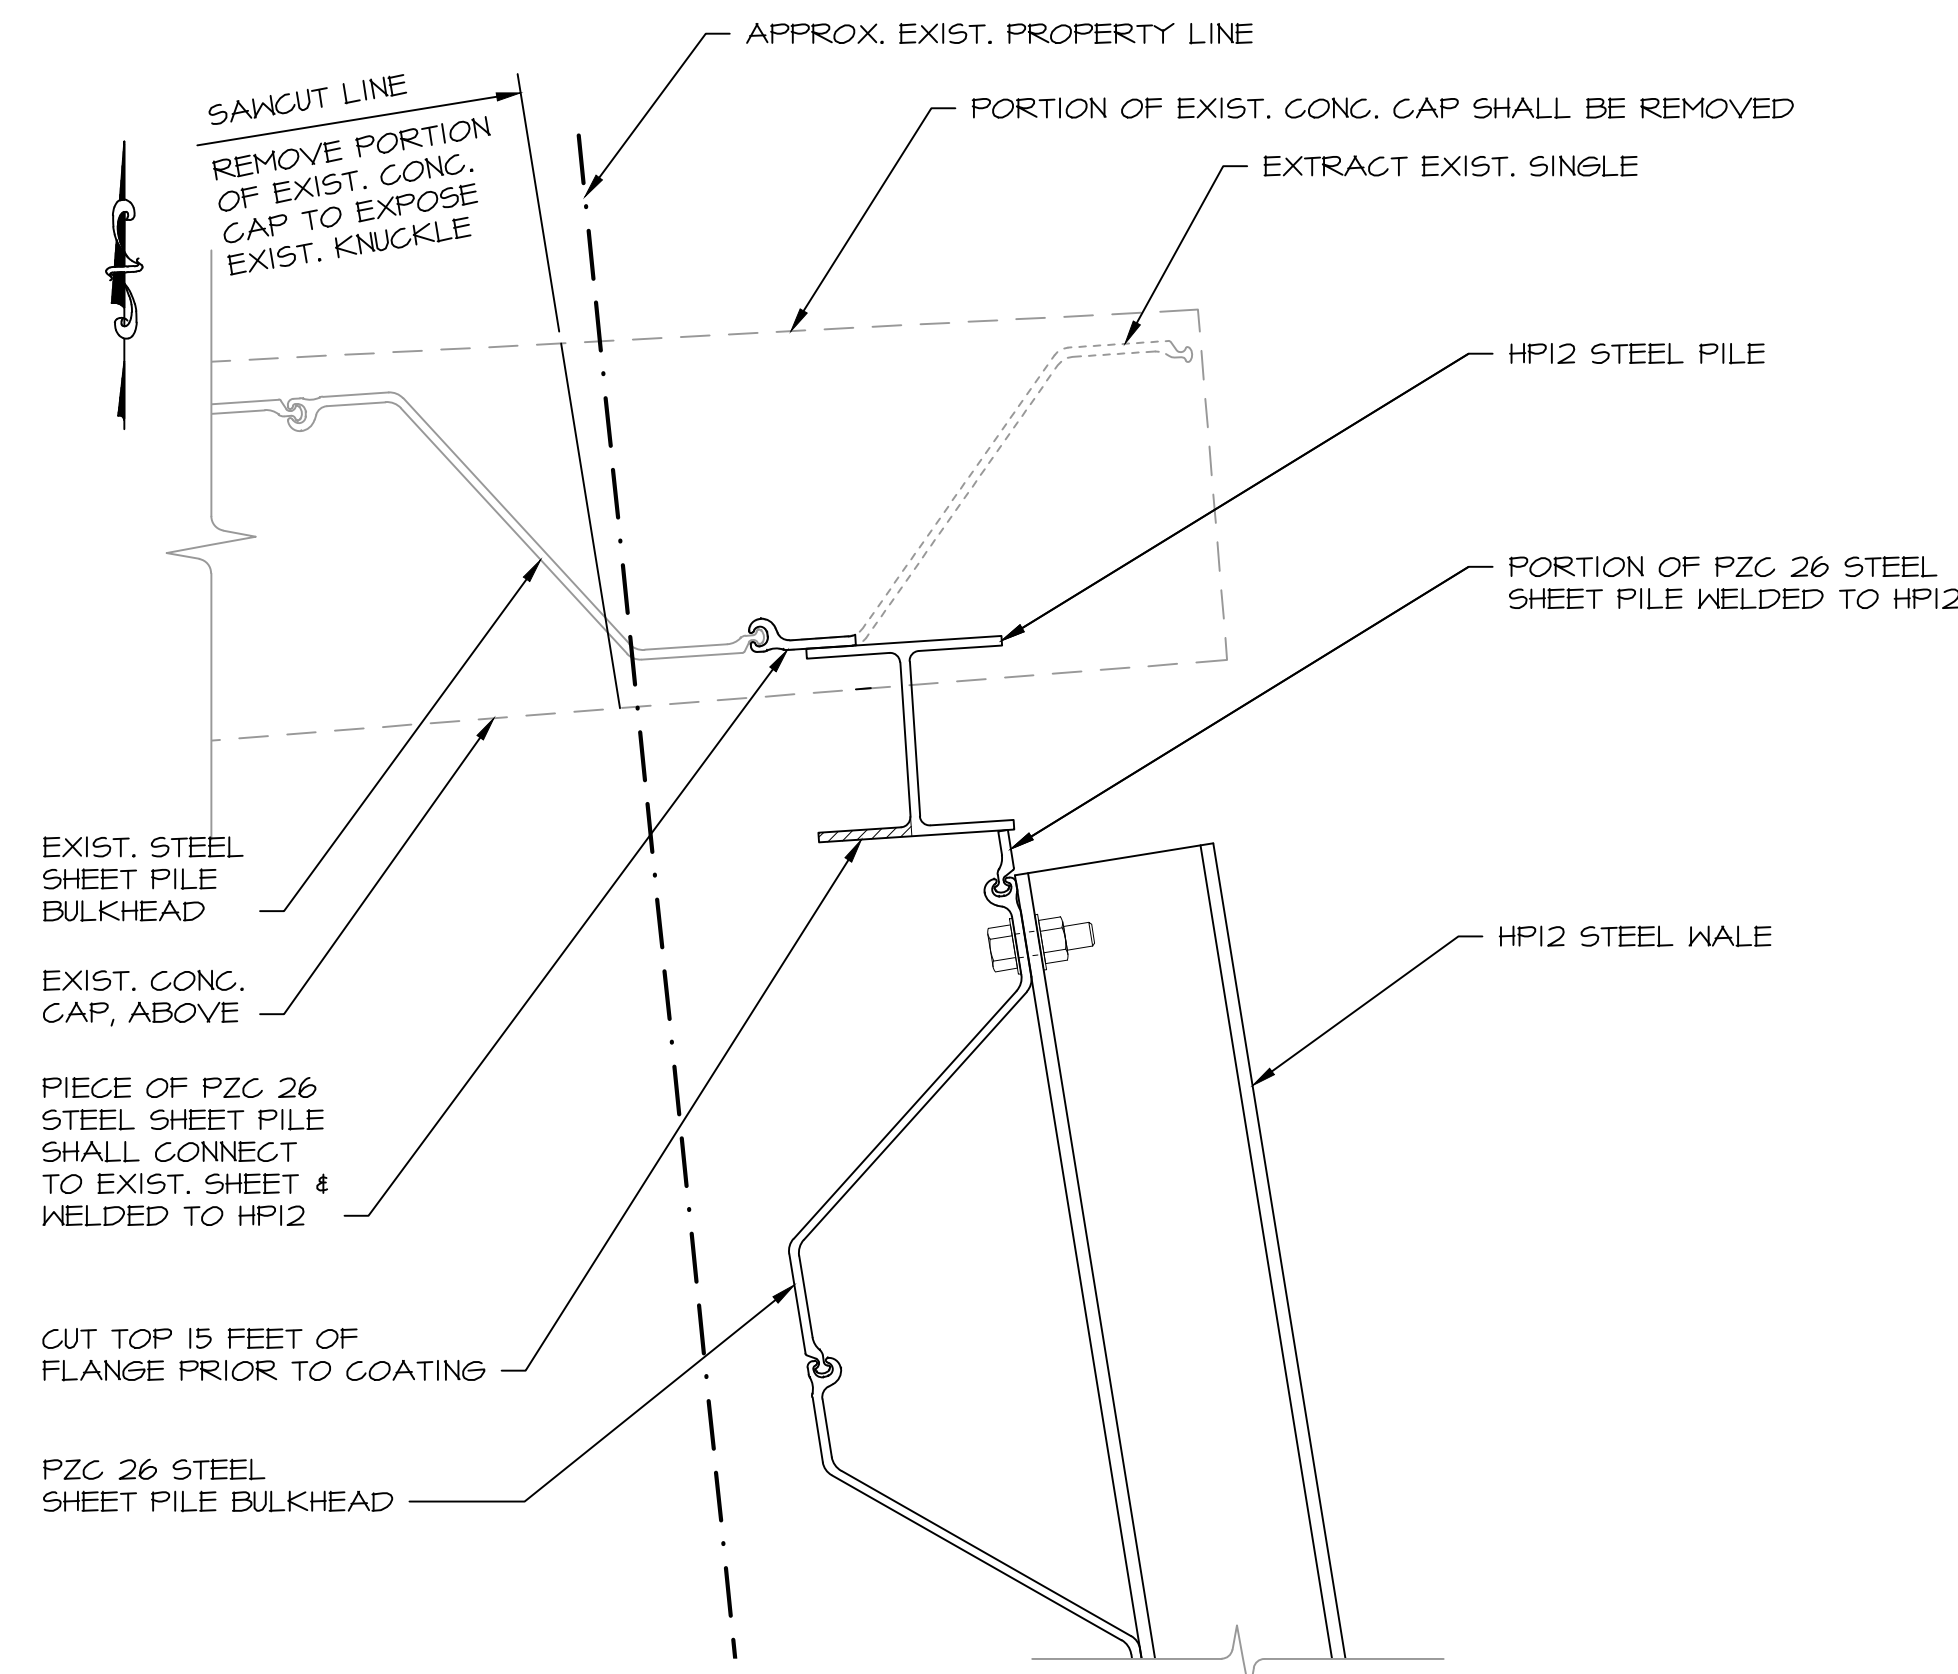 APPROX. EXIST. PROPERTY LINE
SAWCUT LINE
REMOVE PORTION
OF EXIST. CONC.
CAP TO EXPOSE
EXIST. KNUCKLE
PORTION OF EXIST. CONC. CAP SHALL BE REMOVED
EXTRACT EXIST. SINGLE
HP12 STEEL PILE
PORTION OF PZC 26 STEEL
SHEET PILE WELDED TO HP12
HP12 STEEL WALE
EXIST. STEEL
SHEET PILE
BULKHEAD
EXIST. CONC.
CAP, ABOVE
PIECE OF PZC 26
STEEL SHEET PILE
SHALL CONNECT
TO EXIST. SHEET &
WELDED TO HP12
CUT TOP 15 FEET OF
FLANGE PRIOR TO COATING
PZC 26 STEEL
SHEET PILE BULKHEAD